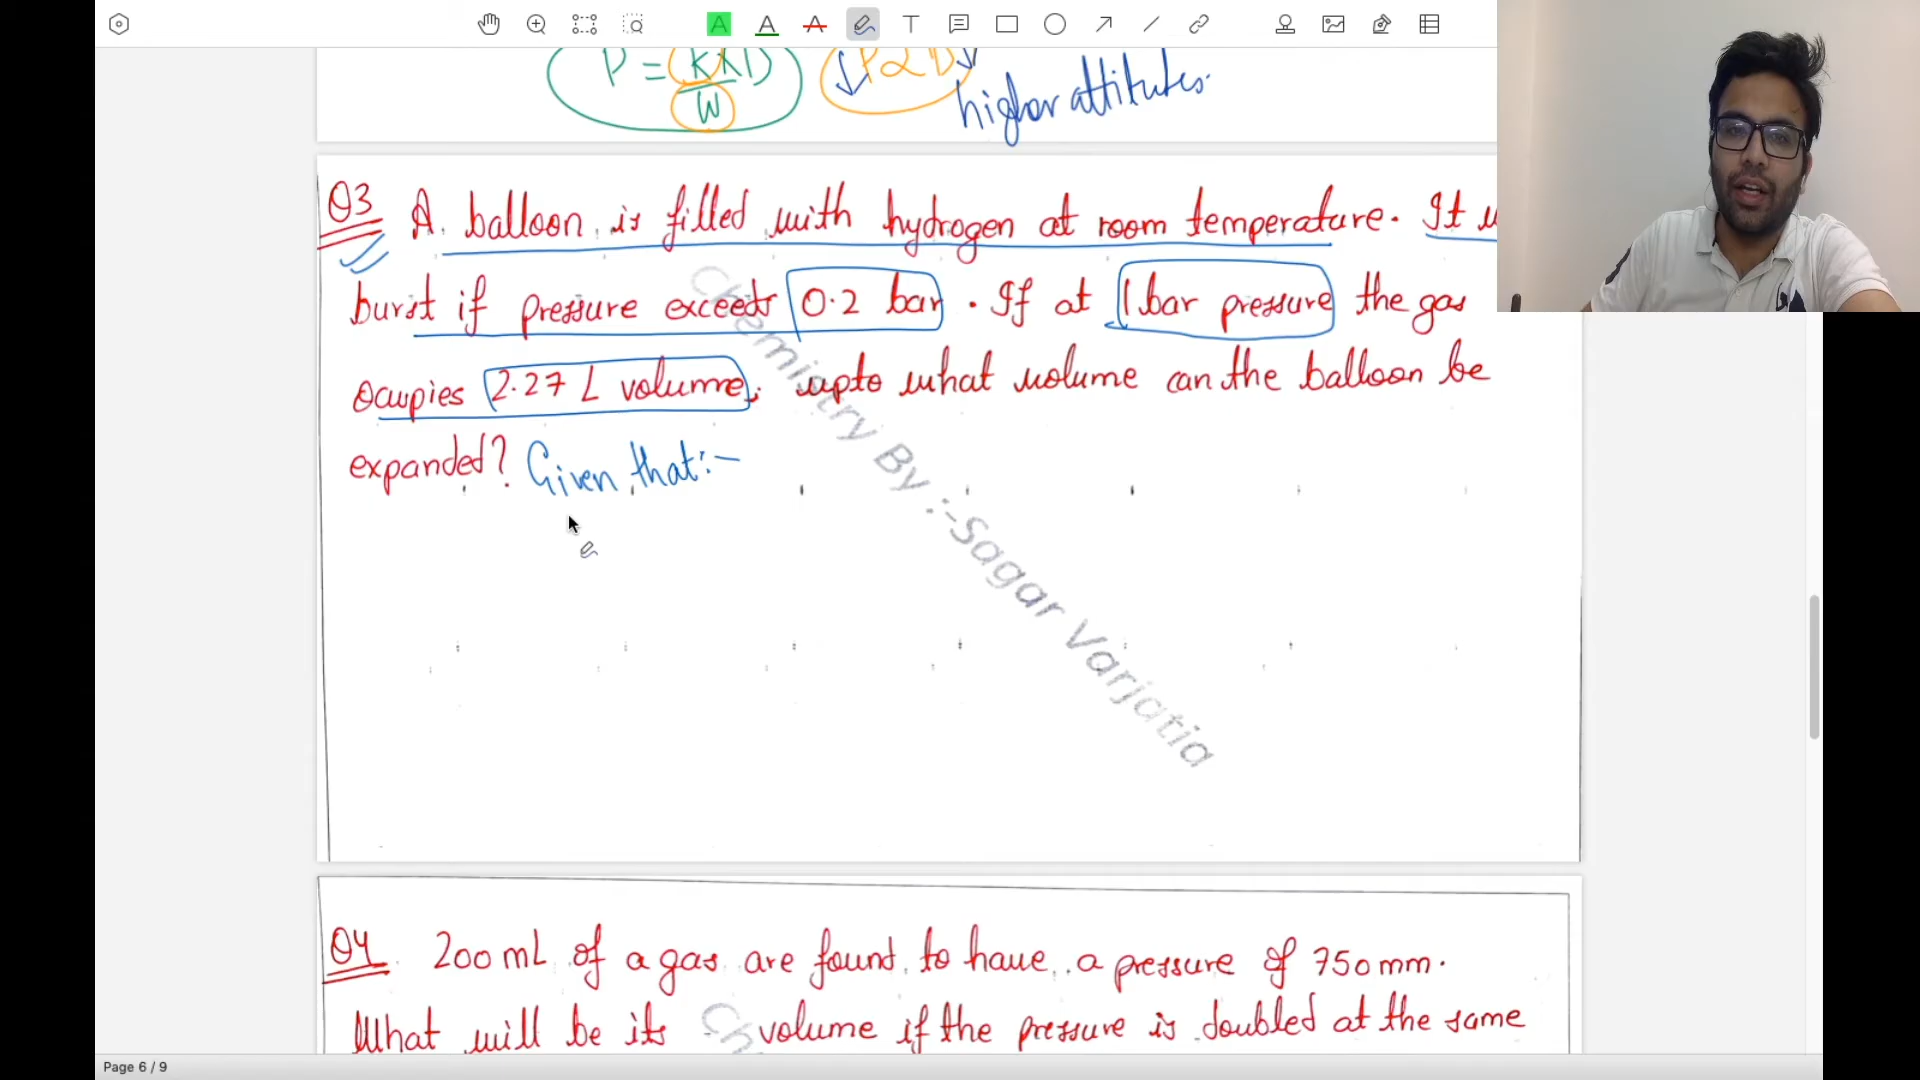 higher attitutes.
Q3 A balloon is filled with hydrogen at room temperature. It
burst if pressure exceeds 0.2 bar. If at 1 bar pressure the gas
ocupies 2.27 L volume, upto what volume can the balloon be
expanded? Given that:-
Chemistry By :-Sagar Varjatia
Q4 200 mL of a gas are found to have a pressure of 750 mm.
What will be its volume if the pressure is doubled at the same
Page 6 / 9